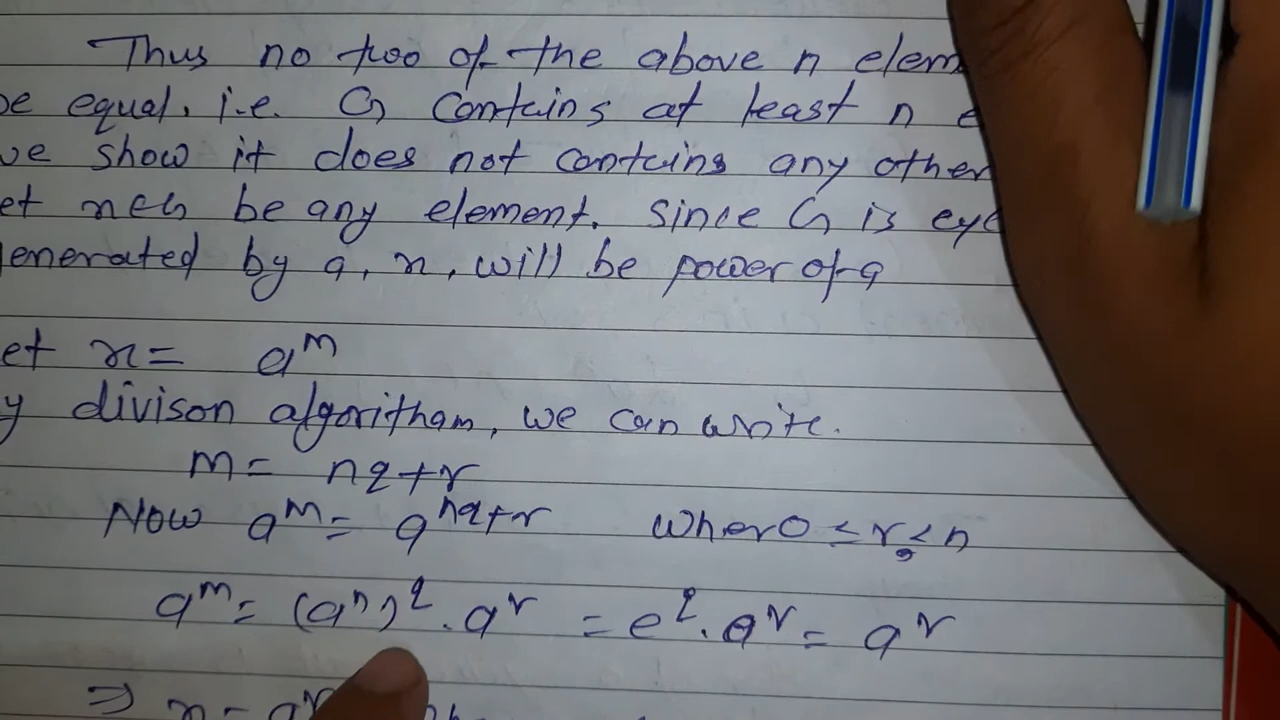 Thus no two of the above n elem
be equal. i.e. G contains at least n e
we show it does not contains any other
et x∈G be any element. Since G is cyc
generated by a, x, will be power of a
et x = a^m
y divison algoritham, we can write.
m = nq+r
Now a^m = a^{nq+r} wher 0 ≤ r < n
a^m = (a^n)^q . a^r = e^q . a^r = a^r
⇒ x = a^r